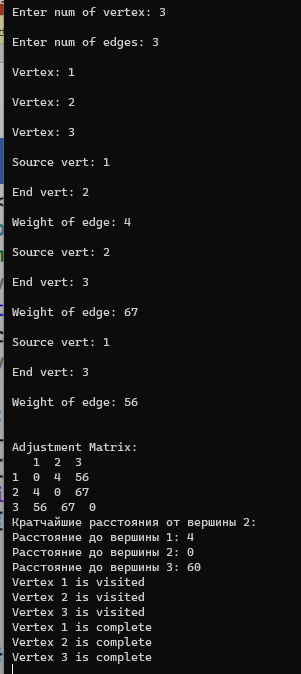 Enter num of vertex: 3
Enter num of edges: 3
Vertex: 1
Vertex: 2
Vertex: 3
Source vert: 1
End vert: 2
Weight of edge: 4
Source vert: 2
End vert: 3
Weight of edge: 67
Source vert: 1
End vert: 3
Weight of edge: 56
Adjustment Matrix:
1 2 3
1 0 4 56
2 4 0 67
3 56 67 0
Кратчайшие расстояния от вершины 2:
Расстояние до вершины 1: 4
Расстояние до вершины 2: 0
Расстояние до вершины 3: 60
Vertex 1 is visited
Vertex 2 is visited
Vertex 3 is visited
Vertex 1 is complete
Vertex 2 is complete
Vertex 3 is complete